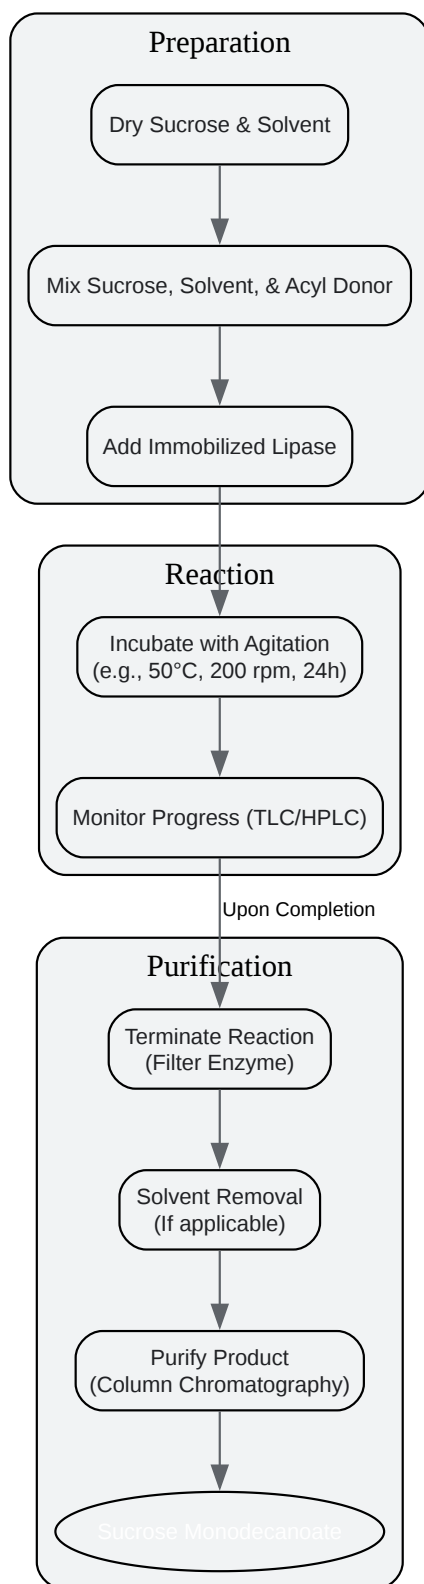 Preparation
Dry Sucrose & Solvent
Mix Sucrose, Solvent, & Acyl Donor
Add Immobilized Lipase
Reaction
Incubate with Agitation
(e.g., 50°C, 200 rpm, 24h)
Monitor Progress (TLC/HPLC)
Upon Completion
Purification
Terminate Reaction
(Filter Enzyme)
Solvent Removal
(If applicable)
Purify Product
(Column Chromatography)
Sucrose Monodecanoate